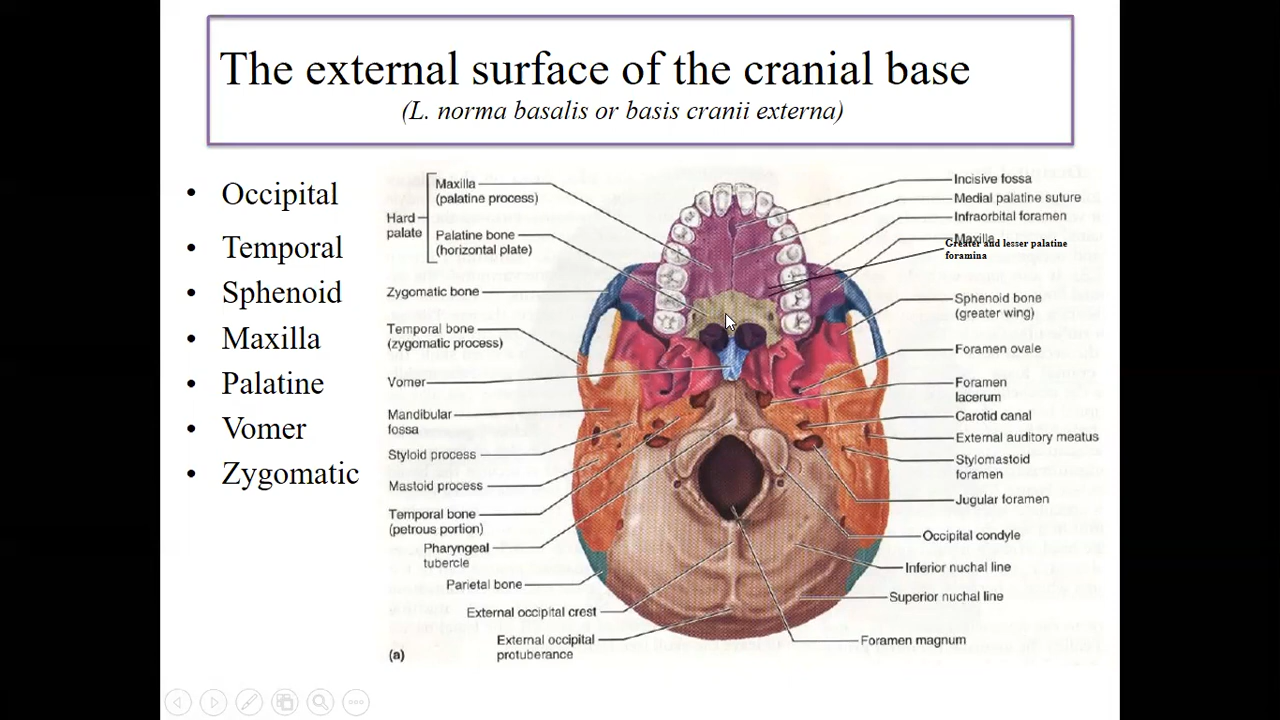 The external surface of the cranial base
(L. norma basalis or basis cranii externa)
• Occipital
• Temporal
• Sphenoid
• Maxilla
• Palatine
• Vomer
• Zygomatic
Hard
palate
Maxilla
(palatine process)
Palatine bone
(horizontal plate)
Zygomatic bone
Temporal bone
(zygomatic process)
Vomer
Mandibular
fossa
Styloid process
Mastoid process
Temporal bone
(petrous portion)
Pharyngeal
tubercle
Parietal bone
External occipital crest
External occipital
protuberance
(a)
Incisive fossa
Medial palatine suture
Infraorbital foramen
Maxilla
Greater and lesser palatine
foramina
Sphenoid bone
(greater wing)
Foramen ovale
Foramen
lacerum
Carotid canal
External auditory meatus
Stylomastoid
foramen
Jugular foramen
Occipital condyle
Inferior nuchal line
Superior nuchal line
Foramen magnum